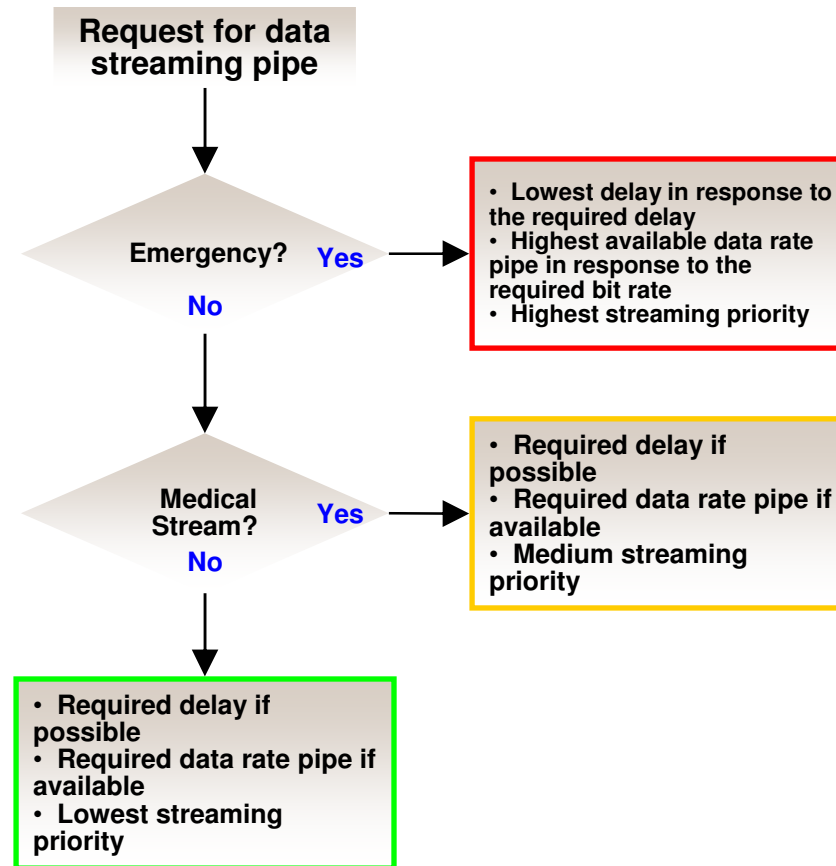 Request for data
streaming pipe
Emergency?
Yes
No
• Lowest delay in response to
the required delay
• Highest available data rate
pipe in response to the
required bit rate
• Highest streaming priority
Medical
Stream?
Yes
No
• Required delay if
possible
• Required data rate pipe if
available
• Medium streaming
priority
• Required delay if
possible
• Required data rate pipe if
available
• Lowest streaming
priority